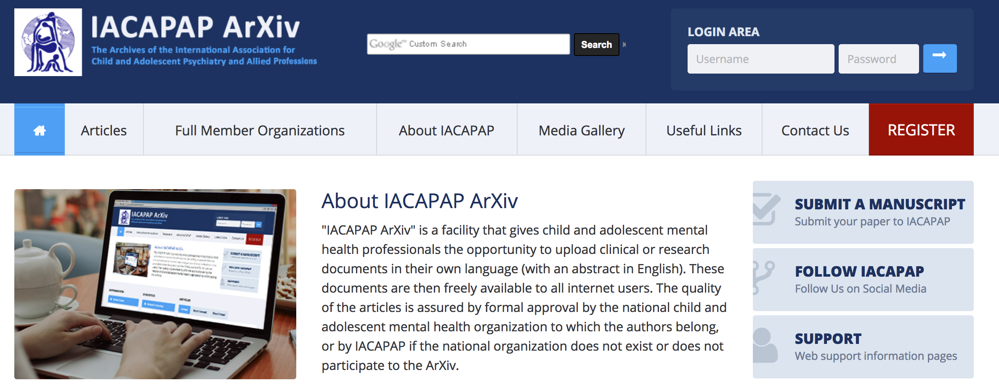 IACAPAP ArXiv
The Archives of the International Association for
Child and Adolescent Psychiatry and Allied Professions
Google™ Custom Search
Search
LOGIN AREA
Username
Password
Articles
Full Member Organizations
About IACAPAP
Media Gallery
Useful Links
Contact Us
REGISTER
IACAPAP ArXiv
About IACAPAP ArXiv
"IACAPAP ArXiv" is a facility that gives child and adolescent mental
health professionals the opportunity to upload clinical or research
documents in their own language (with an abstract in English). These
documents are then freely available to all internet users. The quality
of the articles is assured by formal approval by the national child and
adolescent mental health organization to which the authors belong,
or by IACAPAP if the national organization does not exist or does not
participate to the ArXiv.
SUBMIT A MANUSCRIPT
Submit your paper to IACAPAP
FOLLOW IACAPAP
Follow Us on Social Media
SUPPORT
Web support information pages